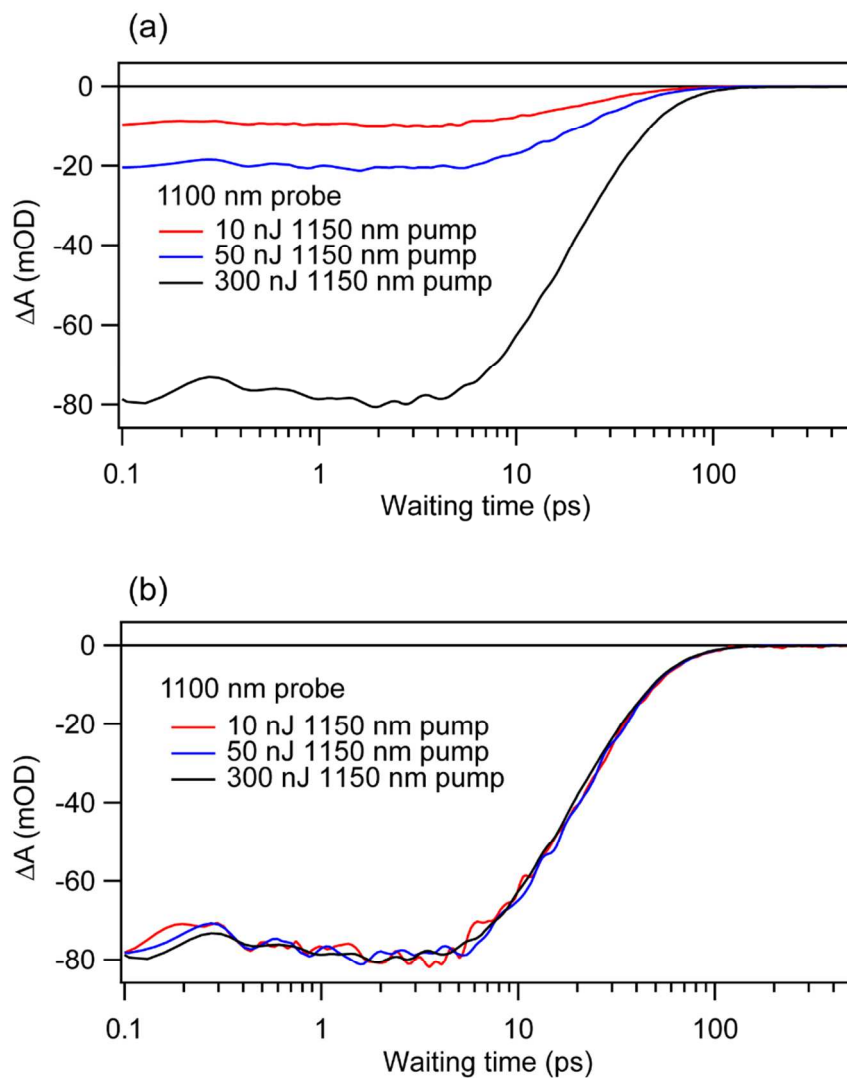 (a)
0
-20
-40
-60
-80
ΔA (mOD)
1100 nm probe
10 nJ 1150 nm pump
50 nJ 1150 nm pump
300 nJ 1150 nm pump
0.1 1 10 100
Waiting time (ps)
(b)
0
-20
-40
-60
-80
ΔA (mOD)
1100 nm probe
10 nJ 1150 nm pump
50 nJ 1150 nm pump
300 nJ 1150 nm pump
0.1 1 10 100
Waiting time (ps)